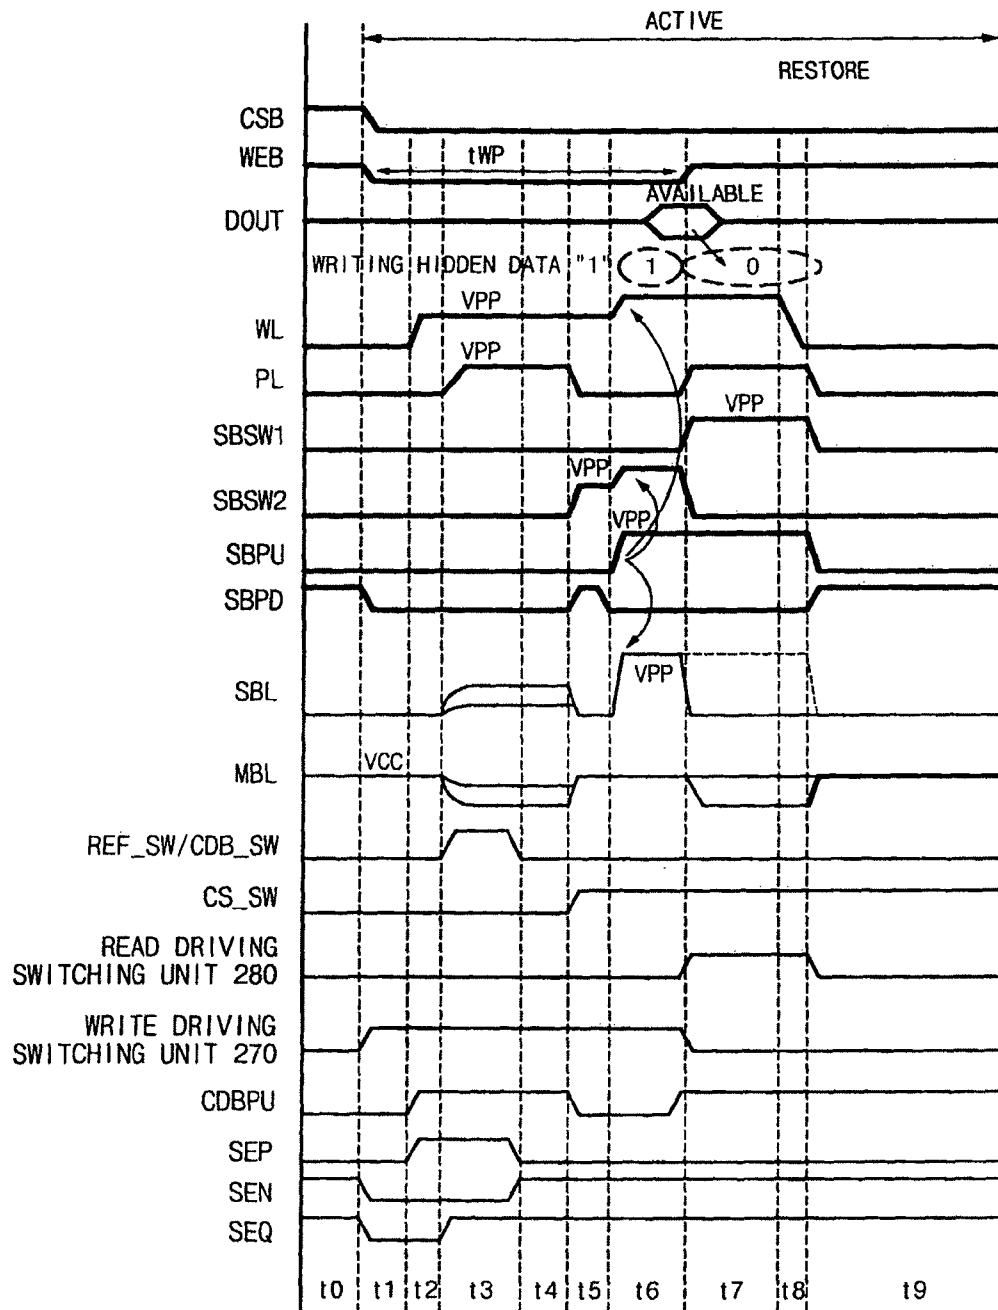 ACTIVE
RESTORE
CSB
WEB
tWP
AVAILABLE
DOUT
WRITING HIDDEN DATA "1"
1
0
VPP
WL
VPP
PL
VPP
SBSW1
VPP
SBSW2
VPP
SBPU
SBPD
VPP
SBL
VCC
MBL
REF_SW/CDB_SW
CS_SW
READ DRIVING
SWITCHING UNIT 280
WRITE DRIVING
SWITCHING UNIT 270
CDBPU
SEP
SEN
SEQ
t0 t1 t2 t3 t4 t5 t6 t7 t8 t9